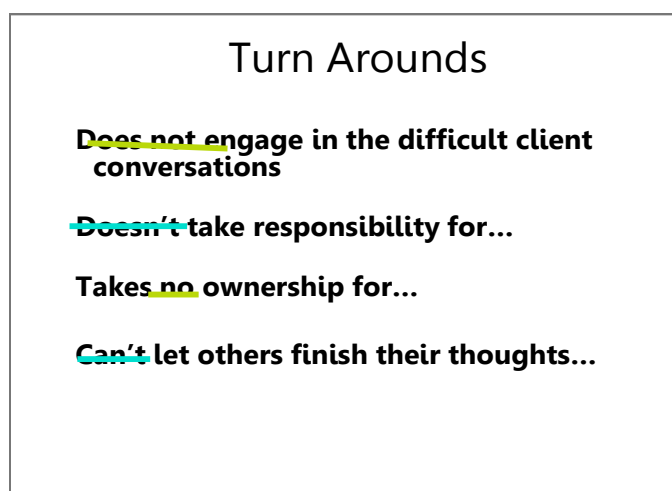 Turn Arounds
Does not engage in the difficult client
conversations
Doesn't take responsibility for…
Takes no ownership for…
Can't let others finish their thoughts…